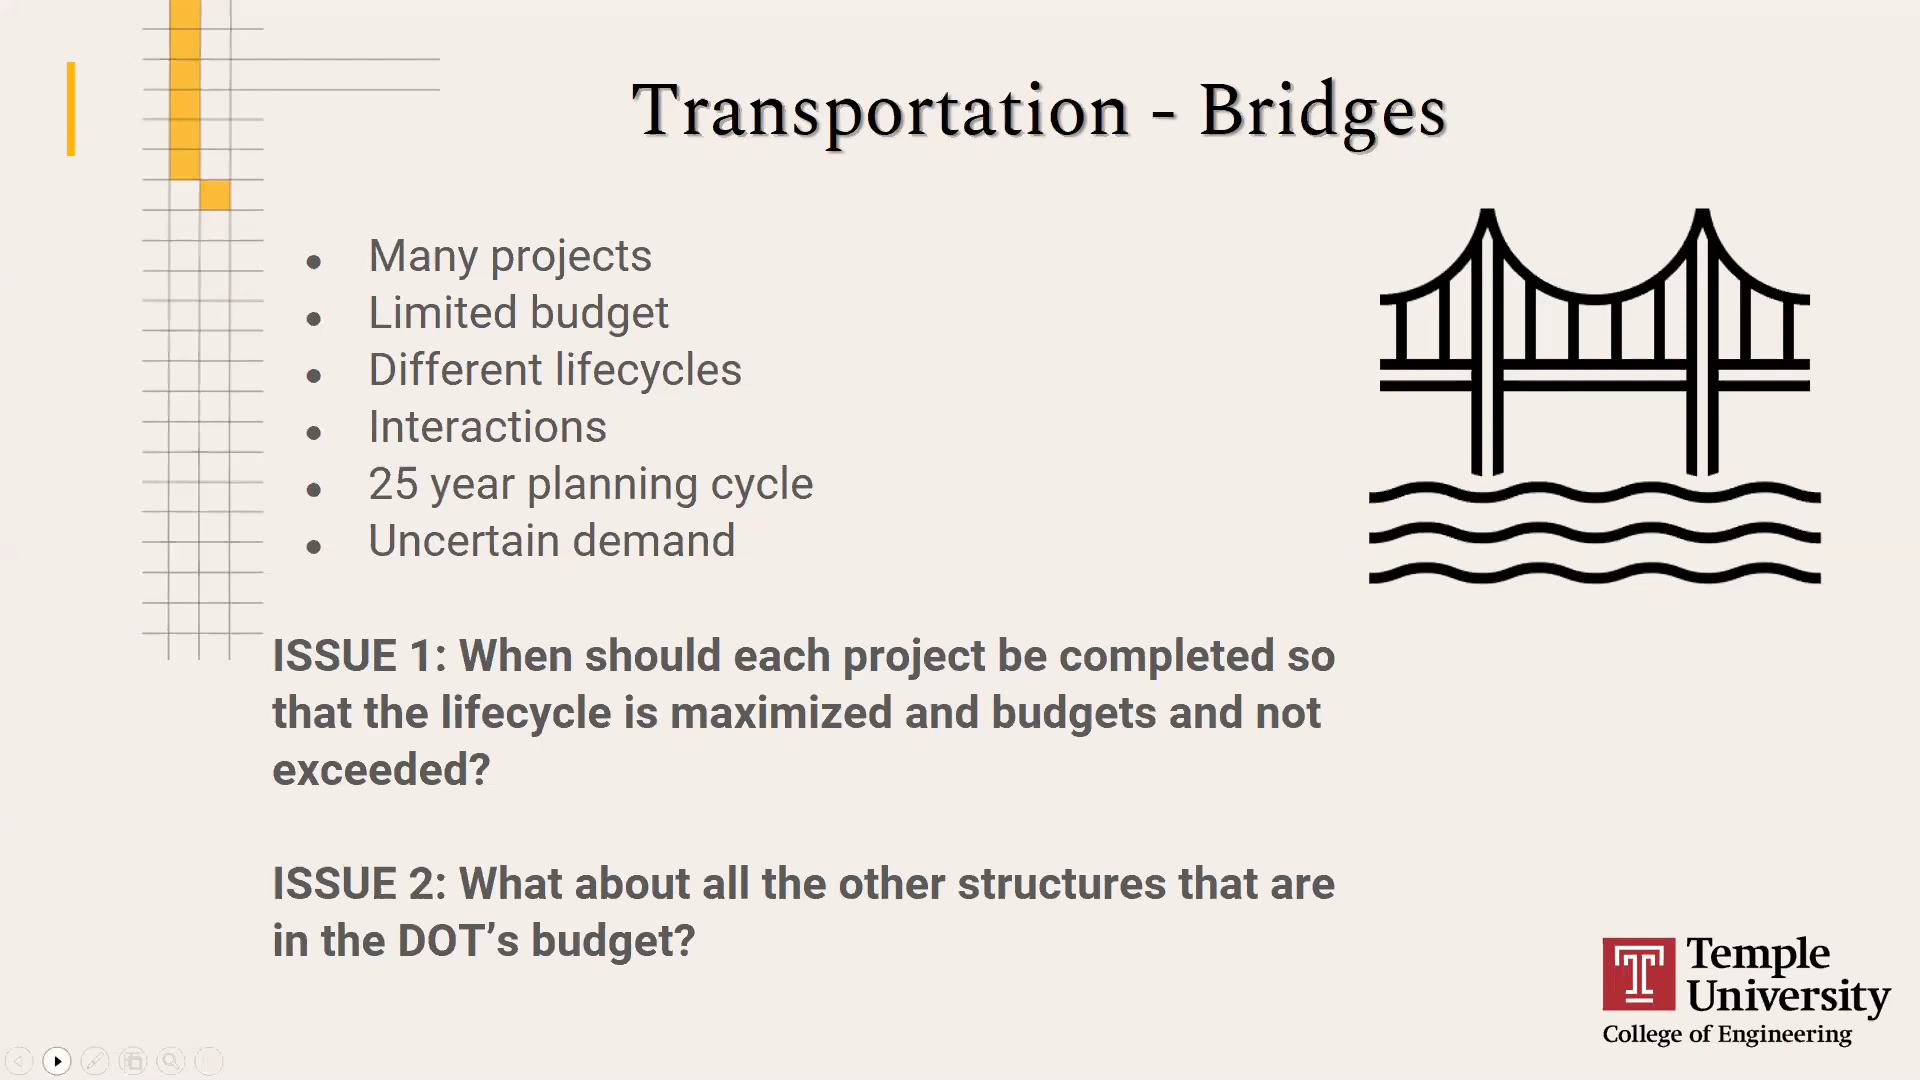 Transportation - Bridges
• Many projects
• Limited budget
• Different lifecycles
• Interactions
• 25 year planning cycle
• Uncertain demand
ISSUE 1: When should each project be completed so
that the lifecycle is maximized and budgets and not
exceeded?
ISSUE 2: What about all the other structures that are
in the DOT’s budget?
T Temple
University
College of Engineering